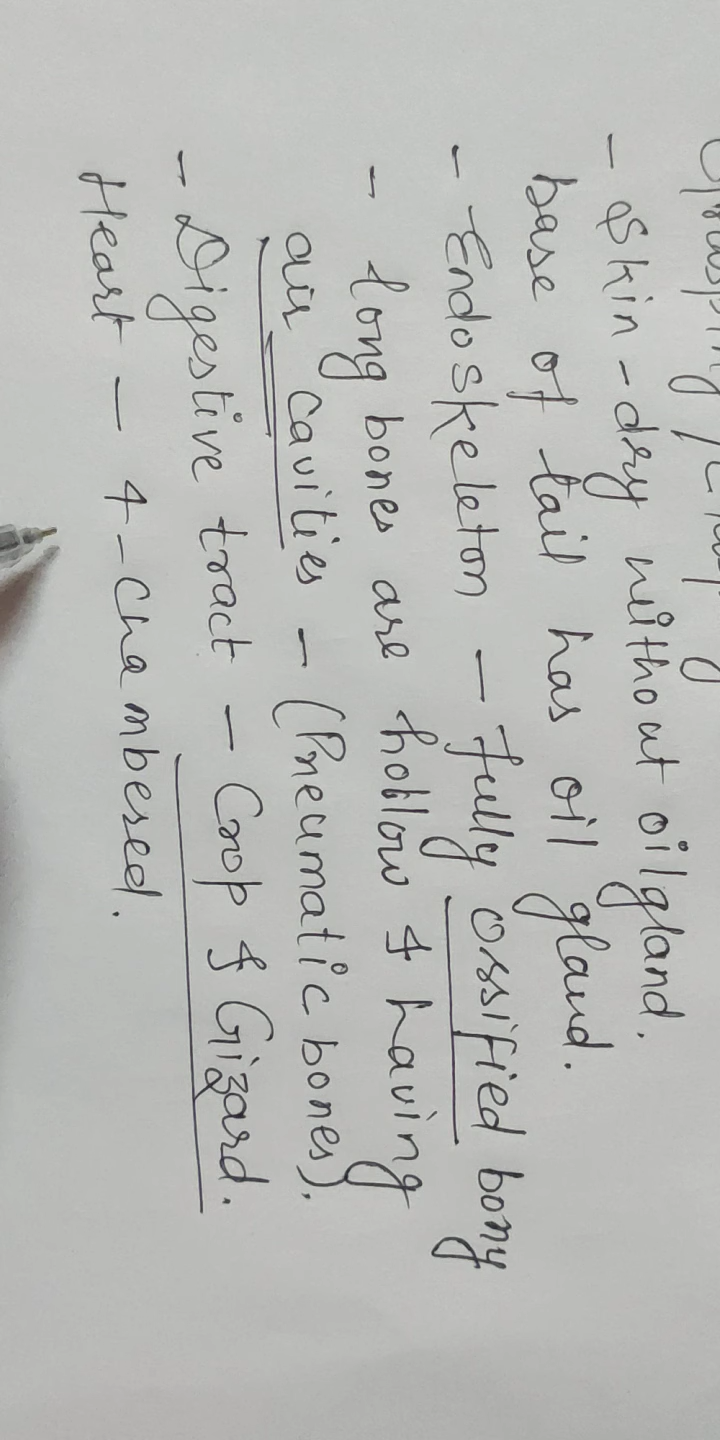 - Skin - dry without oil gland.
base of tail has oil gland.
- Endoskeleton - fully ossified bony
- long bones are hollow & having
air cavities - (Pneumatic bones).
- Digestive tract - Crop & Gizard.
Heart - 4 - Chambered.